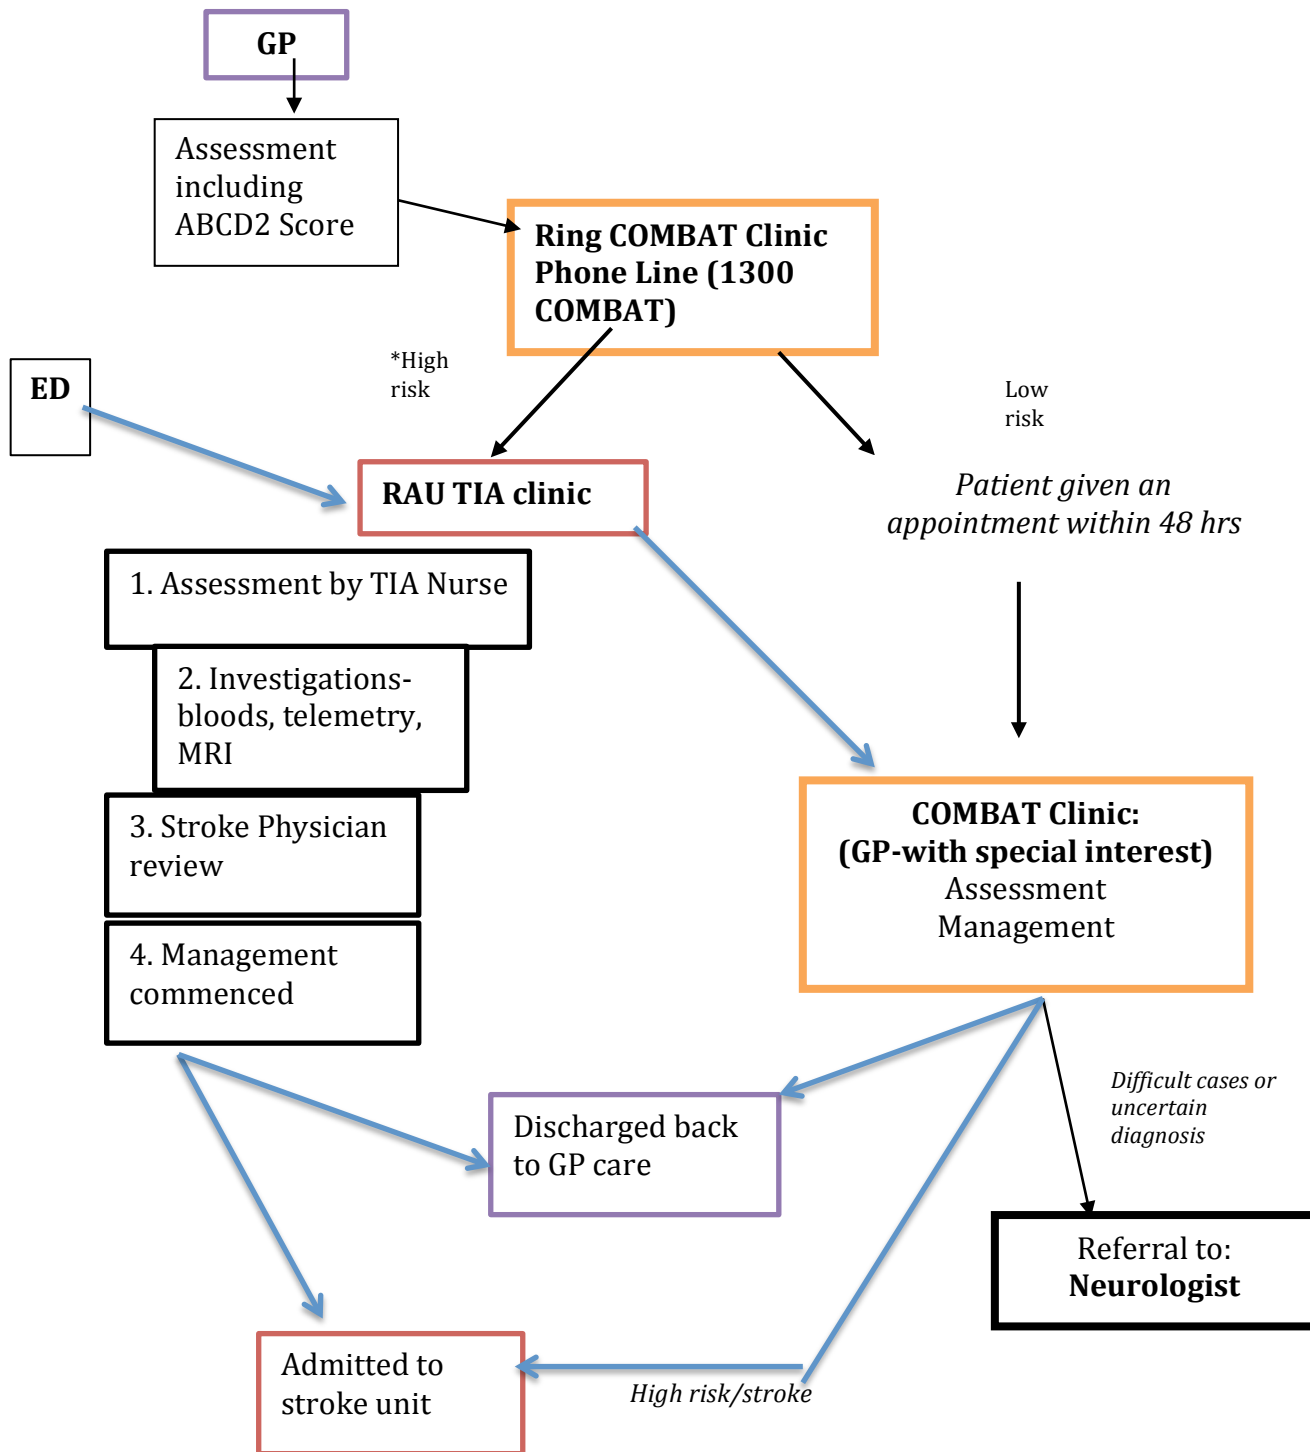 GP
Assessment
including
ABCD2 Score
Ring COMBAT Clinic
Phone Line (1300
COMBAT)
*High
risk
Low
risk
ED
RAU TIA clinic
Patient given an
appointment within 48 hrs
1. Assessment by TIA Nurse
2. Investigations-
bloods, telemetry,
MRI
3. Stroke Physician
review
4. Management
commenced
COMBAT Clinic:
(GP-with special interest)
Assessment
Management
Difficult cases or
uncertain
diagnosis
Discharged back
to GP care
Referral to:
Neurologist
Admitted to
stroke unit
High risk/stroke